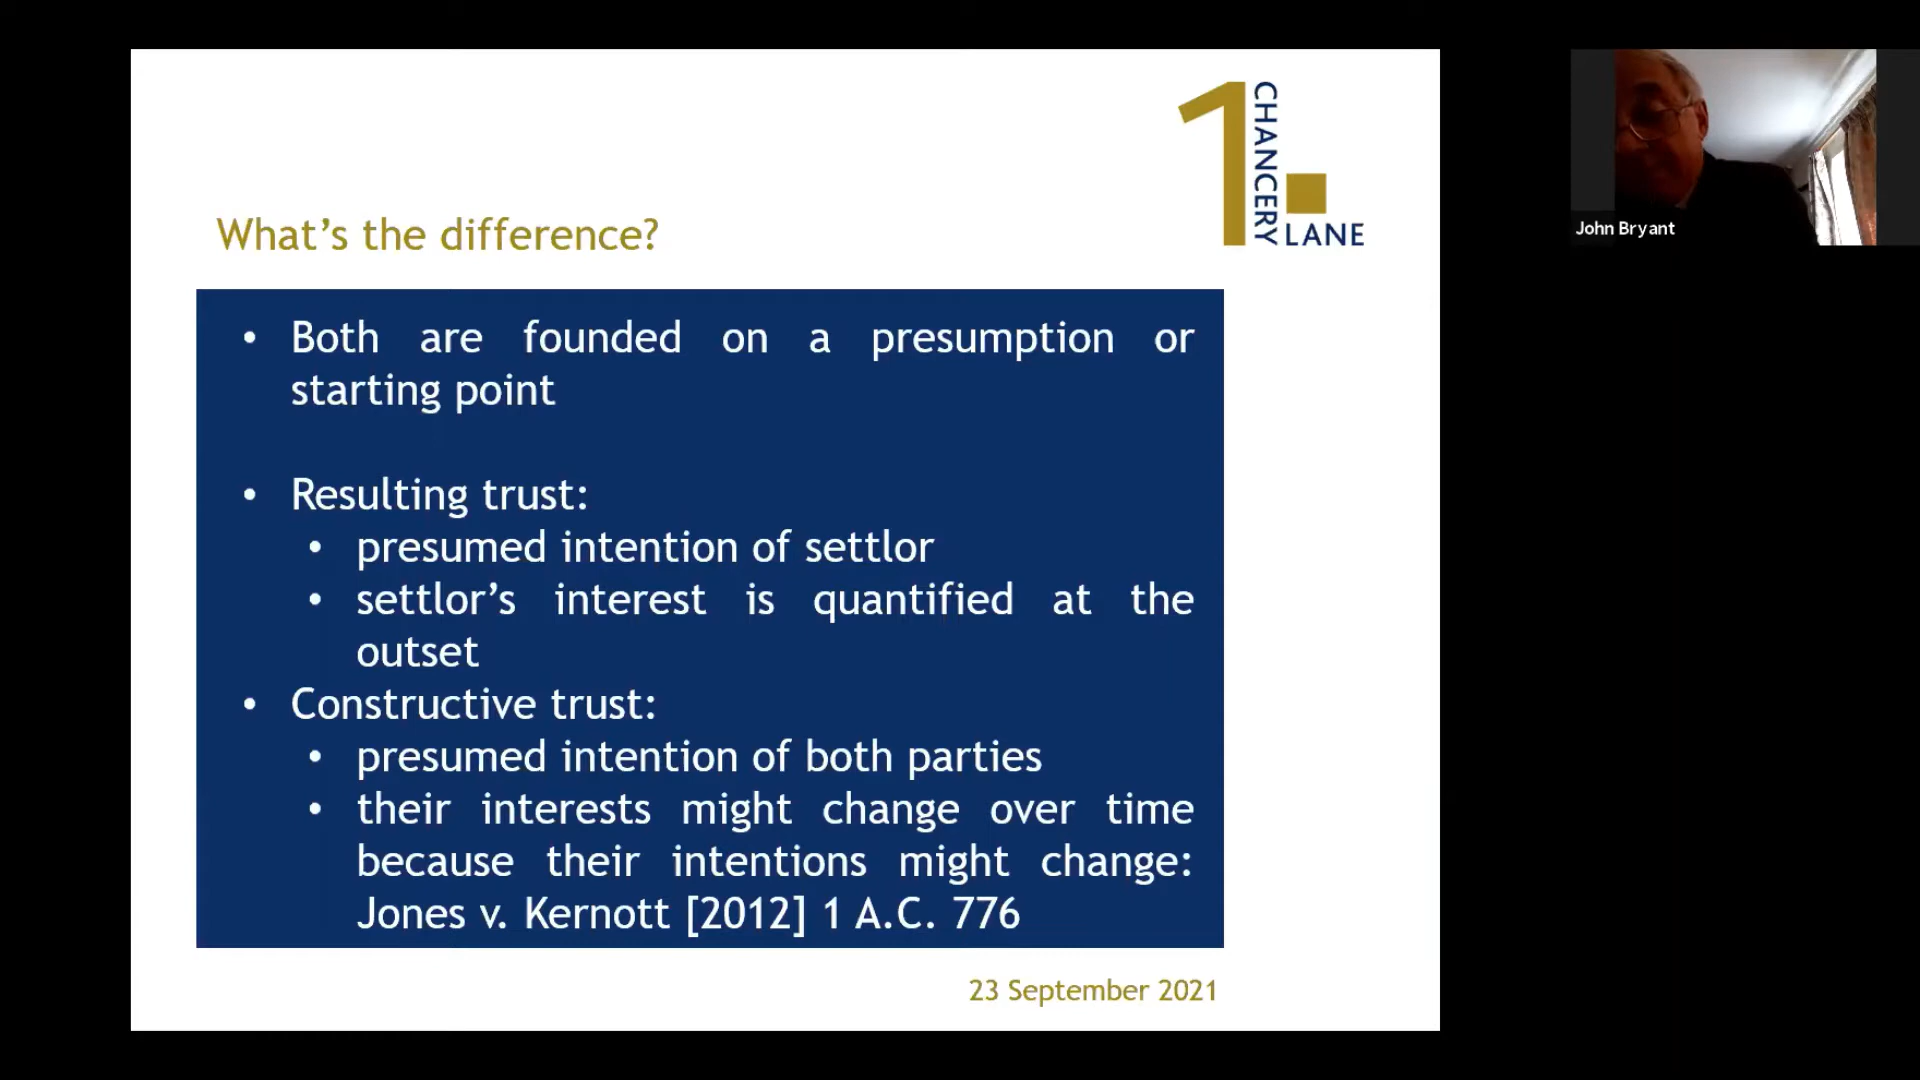 1 CHANCERY LANE
John Bryant
What’s the difference?
• Both are founded on a presumption or
starting point
• Resulting trust:
• presumed intention of settlor
• settlor’s interest is quantified at the
outset
• Constructive trust:
• presumed intention of both parties
• their interests might change over time
because their intentions might change:
Jones v. Kernott [2012] 1 A.C. 776
23 September 2021